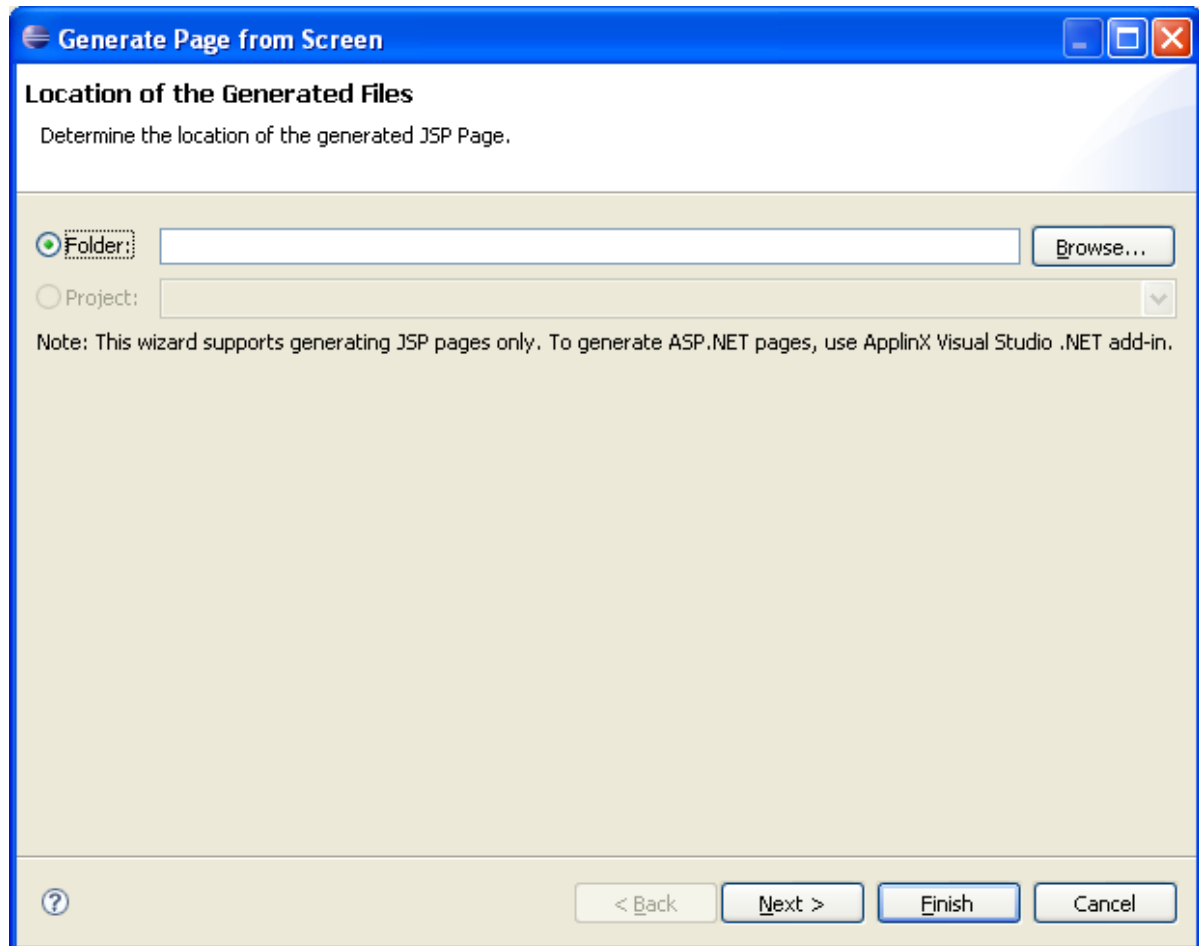 Generate Page from Screen
Location of the Generated Files
Determine the location of the generated JSP Page.
Folder: Browse...
Project:
Note: This wizard supports generating JSP pages only. To generate ASP.NET pages, use ApplinX Visual Studio .NET add-in.
? < Back Next > Finish Cancel